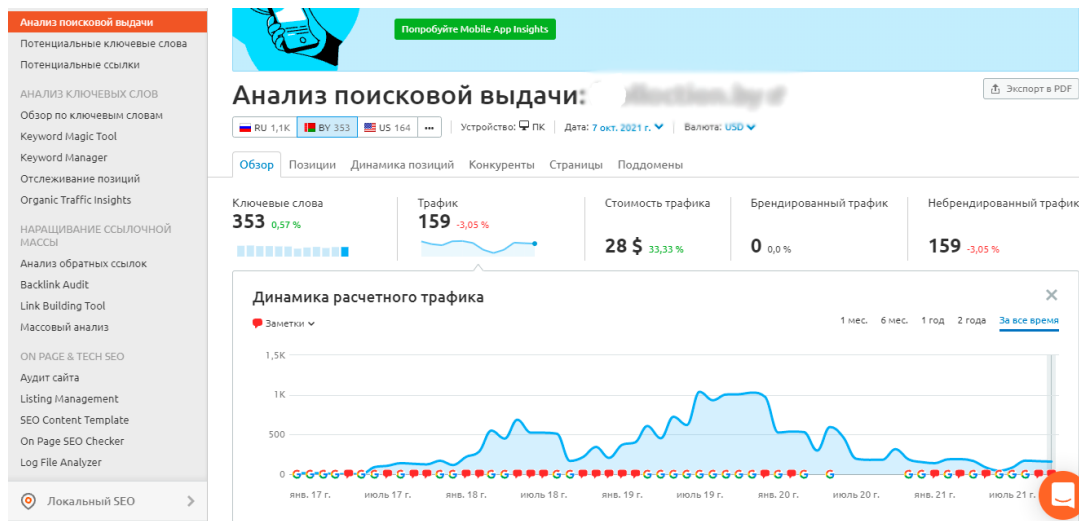 Анализ поисковой выдачи
Потенциальные ключевые слова
Потенциальные ссылки
АНАЛИЗ КЛЮЧЕВЫХ СЛОВ
Обзор по ключевым словам
Keyword Magic Tool
Keyword Manager
Отслеживание позиций
Organic Traffic Insights
НАРАЩИВАНИЕ ССЫЛОЧНОЙ
МАССЫ
Анализ обратных ссылок
Backlink Audit
Link Building Tool
Массовый анализ
ON PAGE & TECH SEO
Аудит сайта
Listing Management
SEO Content Template
On Page SEO Checker
Log File Analyzer
Локальный SEO
Попробуйте Mobile App Insights
Анализ поисковой выдачи:
Экспорт в PDF
RU 1,1K BY 353 US 164 ... Устройство: ПК Дата: 7 окт. 2021 г. Валюта: USD
Обзор Позиции Динамика позиций Конкуренты Страницы Поддомены
Ключевые слова Трафик Стоимость трафика Брендированный трафик Небрендированный трафик
353 0,57 % 159 -3,05 % 28 $ 33,33 % 0 0,0 % 159 -3,05 %
Динамика расчетного трафика
Заметки
1 мес. 6 мес. 1 год 2 года За все время
1,5K
1K
500
0
янв. 17 г. июль 17 г. янв. 18 г. июль 18 г. янв. 19 г. июль 19 г. янв. 20 г. июль 20 г. янв. 21 г. июль 21 г.